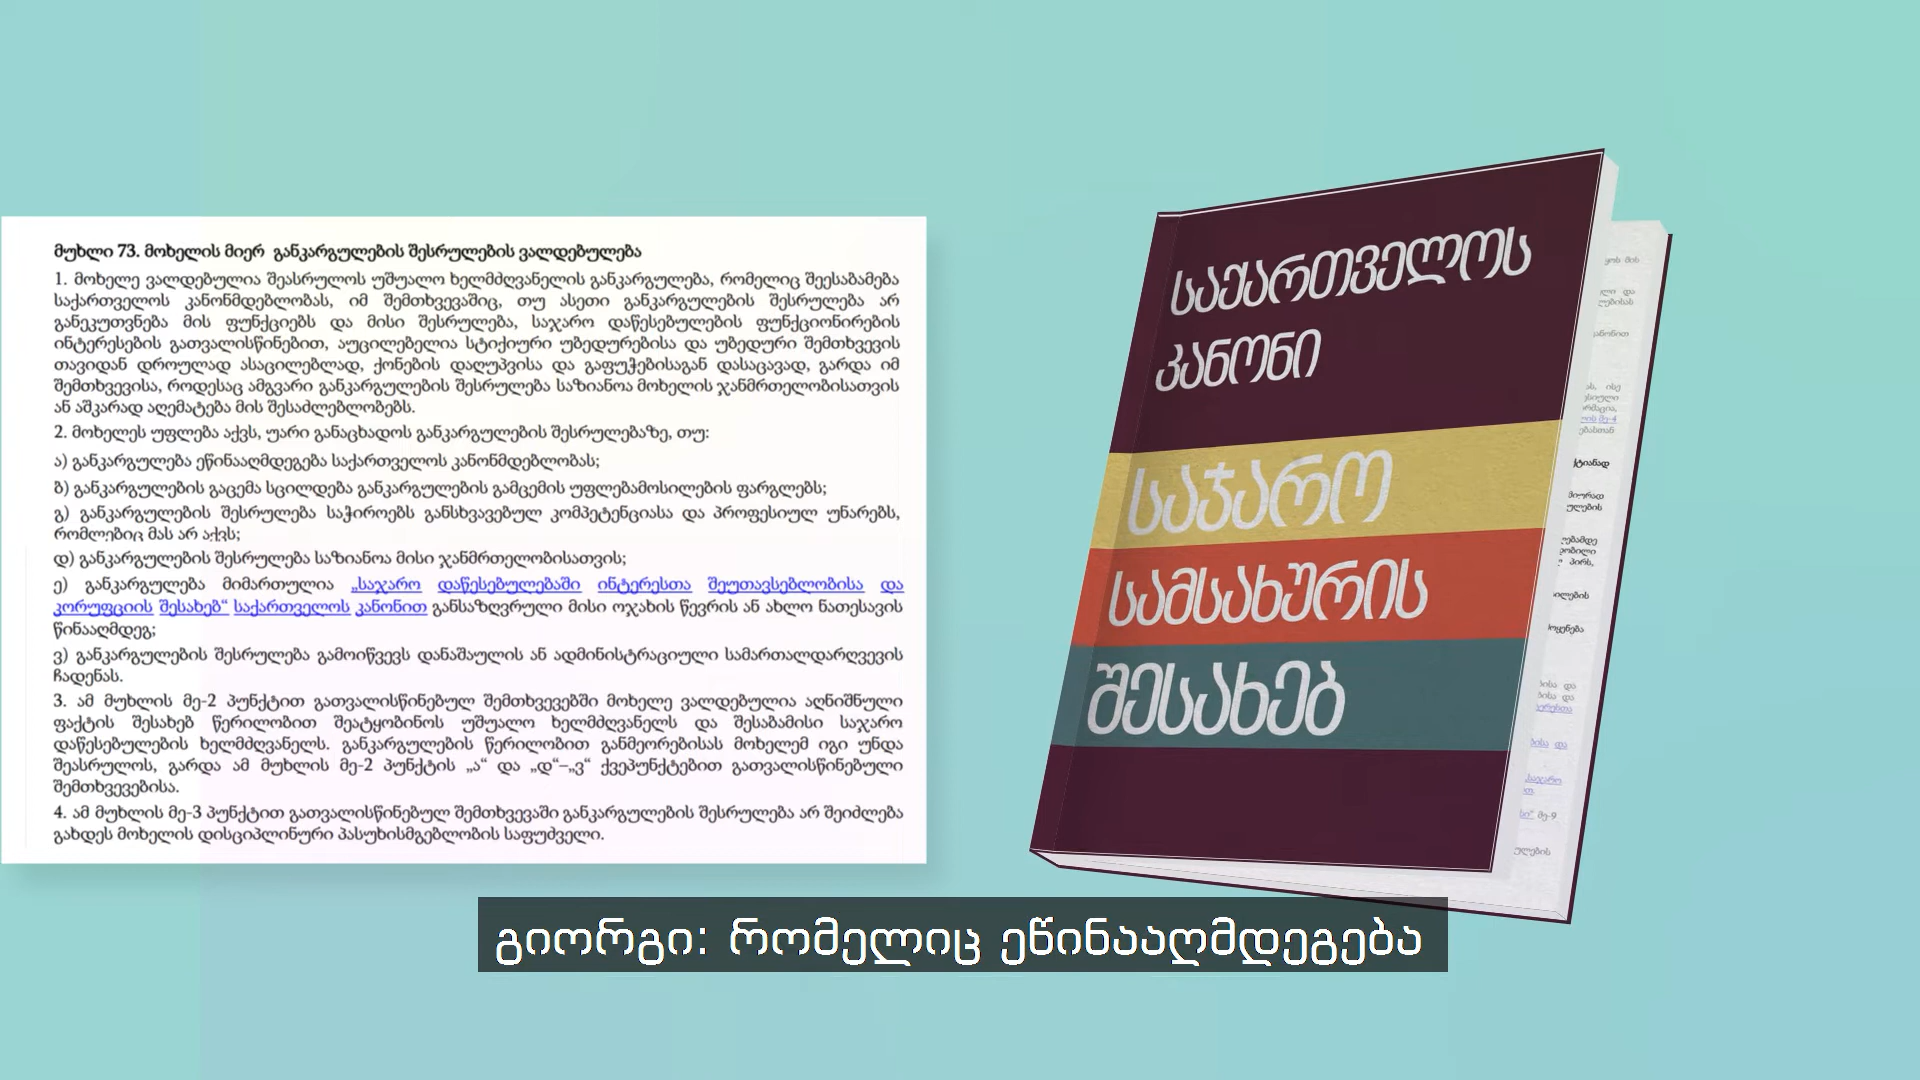 მუხლი 73. მოხელის მიერ განკარგულების შესრულების ვალდებულება
1. მოხელე ვალდებულია შეასრულოს უშუალო ხელმძღვანელის განკარგულება, რომელიც შეესაბამება
საქართველოს კანონმდებლობას, იმ შემთხვევაშიც, თუ ასეთი განკარგულების შესრულება არ
განეკუთვნება მის ფუნქციებს და მისი შესრულება, საჯარო დაწესებულების ფუნქციონირების
ინტერესების გათვალისწინებით, აუცილებელია სტიქიური უბედურებისა და უბედური შემთხვევის
თავიდან დროულად ასაცილებლად, ქონების დაღუპვისა და გაფუჭებისაგან დასაცავად, გარდა იმ
შემთხვევისა, როდესაც ამგვარი განკარგულების შესრულება საზიანოა მოხელის ჯანმრთელობისათვის
ან აშკარად აღემატება მის შესაძლებლობებს.
2. მოხელეს უფლება აქვს, უარი განაცხადოს განკარგულების შესრულებაზე, თუ:
ა) განკარგულება ეწინააღმდეგება საქართველოს კანონმდებლობას;
ბ) განკარგულების გაცემა სცილდება განკარგულების გამცემის უფლებამოსილების ფარგლებს;
გ) განკარგულების შესრულება საჭიროებს განსხვავებულ კომპეტენციასა და პროფესიულ უნარებს,
რომლებიც მას არ აქვს;
დ) განკარგულების შესრულება საზიანოა მისი ჯანმრთელობისათვის;
ე) განკარგულება მიმართულია „საჯარო დაწესებულებაში ინტერესთა შეუთავსებლობისა და
კორუფციის შესახებ“ საქართველოს კანონით განსაზღვრული მისი ოჯახის წევრის ან ახლო ნათესავის
წინააღმდეგ;
ვ) განკარგულების შესრულება გამოიწვევს დანაშაულის ან ადმინისტრაციული სამართალდარღვევის
ჩადენას.
3. ამ მუხლის მე-2 პუნქტით გათვალისწინებულ შემთხვევებში მოხელე ვალდებულია აღნიშნული
ფაქტის შესახებ წერილობით შეატყობინოს უშუალო ხელმძღვანელს და შესაბამისი საჯარო
დაწესებულების ხელმძღვანელს. განკარგულების წერილობით განმეორებისას მოხელემ იგი უნდა
შეასრულოს, გარდა ამ მუხლის მე-2 პუნქტის „ა“ და „დ“–„ვ“ ქვეპუნქტებით გათვალისწინებული
შემთხვევებისა.
4. ამ მუხლის მე-3 პუნქტით გათვალისწინებულ შემთხვევაში განკარგულების შესრულება არ შეიძლება
გახდეს მოხელის დისციპლინური პასუხისმგებლობის საფუძველი.
საქართველოს
კანონი
საჯარო
სამსახურის
შესახებ
გიორგი: რომელიც ეწინააღმდეგება